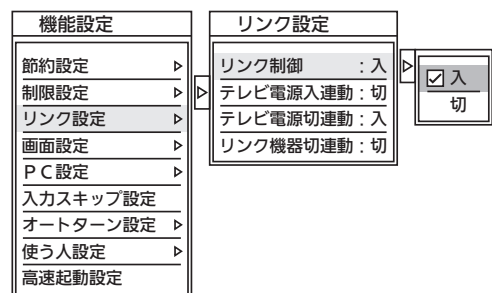 機能設定
節約設定
制限設定
リンク設定
画面設定
ＰＣ設定
入力スキップ設定
オートターン設定
使う人設定
高速起動設定
リンク設定
リンク制御 ：入
テレビ電源入連動：切
テレビ電源切連動：入
リンク機器切連動：切
入
切